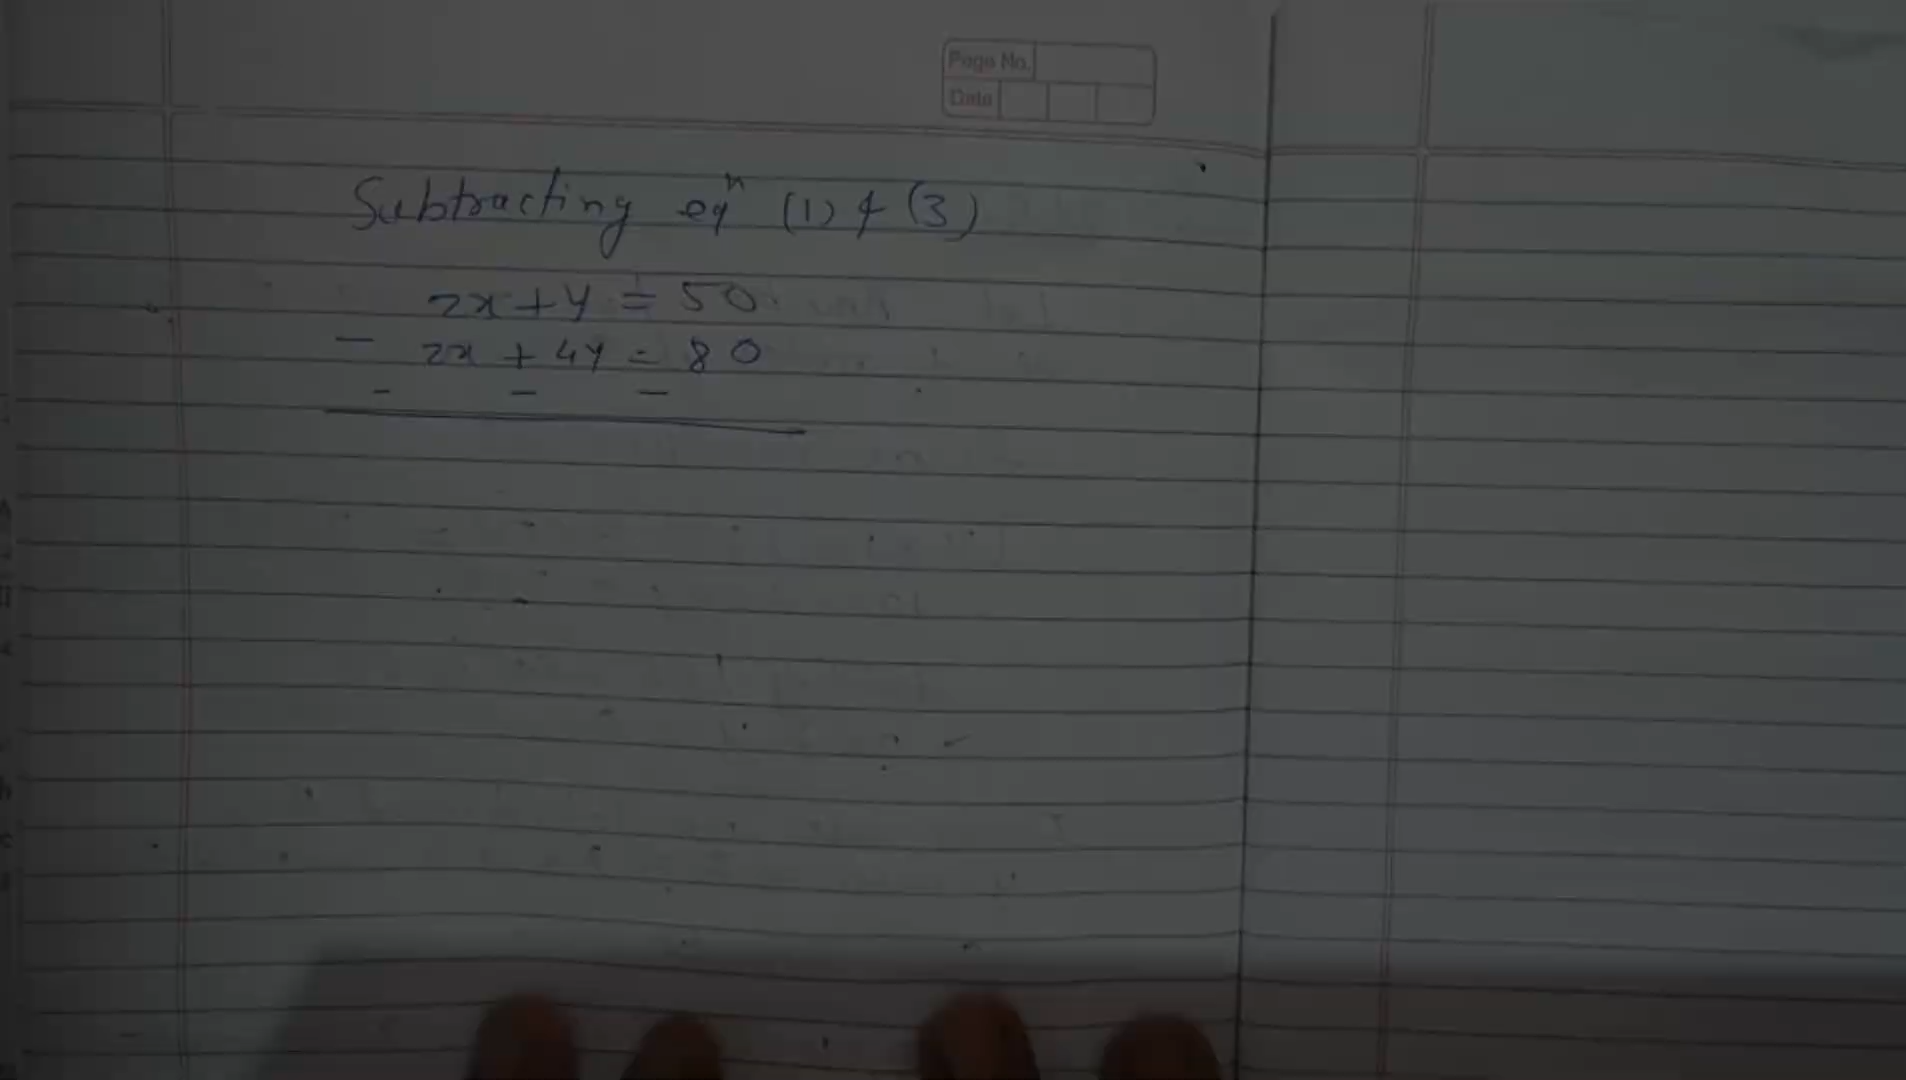 Page No.
Date
Subtracting eqⁿ (1) & (3)
2x + y = 50
- 2x + 4y = 80
- - -